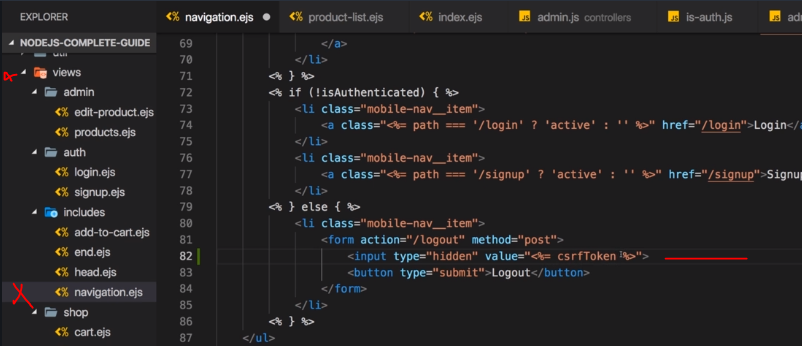 EXPLORER
navigation.ejs
product-list.ejs
index.ejs
admin.js controllers
is-auth.js
NODEJS-COMPLETE-GUIDE
views
admin
edit-product.ejs
products.ejs
auth
login.ejs
signup.ejs
includes
add-to-cart.ejs
end.ejs
head.ejs
navigation.ejs
shop
cart.ejs
69 </a>
70 </li>
71 <% } %>
72 <% if (!isAuthenticated) { %>
73 <li class="mobile-nav__item">
74 <a class="<%= path === '/login' ? 'active' : '' %>" href="/login">Login</a
75 </li>
76 <li class="mobile-nav__item">
77 <a class="<%= path === '/signup' ? 'active' : '' %>" href="/signup">Signup
78 </li>
79 <% } else { %>
80 <li class="mobile-nav__item">
81 <form action="/logout" method="post">
82 <input type="hidden" value="<%= csrfToken %>">
83 <button type="submit">Logout</button>
84 </form>
85 </li>
86 <% } %>
87 </ul>